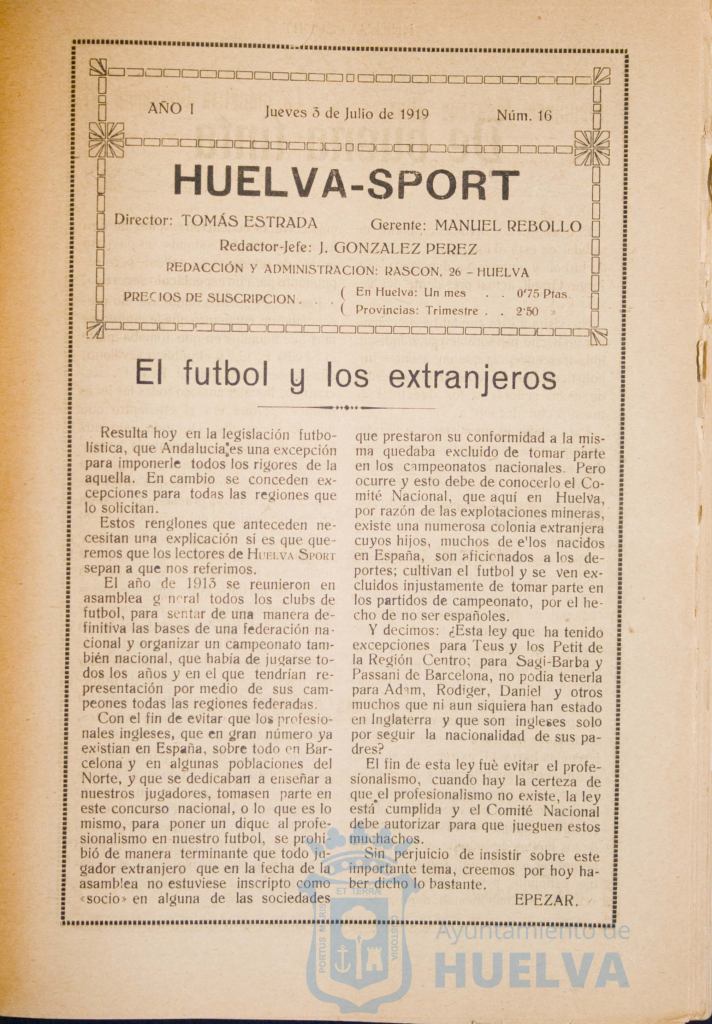 AÑO I
Jueves 3 de Julio de 1919
Núm. 16
HUELVA-SPORT
Director: TOMÁS ESTRADA
Gerente: MANUEL REBOLLO
Redactor-Jefe: J. GONZALEZ PEREZ
REDACCIÓN Y ADMINISTRACION: RASCON, 26 – HUELVA
PRECIOS DE SUSCRIPCION. . . ( En Huelva: Un mes . . 0'75 Ptas.
( Provincias: Trimestre . . 2'50 »
El futbol y los extranjeros
Resulta hoy en la legislación futbo-
lística, que Andalucia es una excepción
para imponerle todos los rigores de la
aquella. En cambio se conceden ex-
cepciones para todas las regiones que
lo solicitan.
Estos renglones que anteceden ne-
cesitan una explicación si es que que-
remos que los lectores de HUELVA SPORT
sepan a que nos referimos.
El año de 1913 se reunieron en
asamblea g neral todos los clubs de
futbol, para sentar de una manera de-
finitiva las bases de una federación na-
cional y organizar un campeonato tam-
bién nacional, que había de jugarse to-
dos los años y en el que tendrían re-
presentación por medio de sus cam-
peones todas las regiones federadas.
Con el fin de evitar que los profesio-
nales ingleses, que en gran número ya
existian en España, sobre todo en Bar-
celona y en algunas poblaciones del
Norte, y que se dedicaban a enseñar a
nuestros jugadores, tomasen parte en
este concurso nacional, o lo que es lo
mismo, para poner un dique al profe-
sionalismo en nuestro futbol, se prohi-
bió de manera terminante que todo ju-
gador extranjero que en la fecha de la
asamblea no estuviese inscripto como
«socio» en alguna de las sociedades
que prestaron su conformidad a la mis-
ma quedaba excluido de tomar parte
en los campeonatos nacionales. Pero
ocurre y esto debe de conocerlo el Co-
mité Nacional, que aquí en Huelva,
por razón de las explotaciones mineras,
existe una numerosa colonia extranjera
cuyos hijos, muchos de e'los nacidos
en España, son aficionados a los de-
portes; cultivan el futbol y se ven ex-
cluidos injustamente de tomar parte en
los partidos de campeonato, por el he-
cho de no ser españoles.
Y decimos: ¿Esta ley que ha tenido
excepciones para Teus y los Petit de
la Región Centro; para Sagi-Barba y
Passani de Barcelona, no podia tenerla
para Adam, Rodiger, Daniel y otros
muchos que ni aun siquiera han estado
en Inglaterra y que son ingleses solo
por seguir la nacionalidad de sus pa-
dres?
El fin de esta ley fuè evitar el profe-
sionalismo, cuando hay la certeza de
que el profesionalismo no existe, la ley
está cumplida y el Comité Nacional
debe autorizar para que jueguen estos
muchachos.
Sin perjuicio de insistir sobre este
importante tema, creemos por hoy ha-
ber dicho lo bastante.
EPEZAR.
PORTUS MARIS ET TERRÆ CUSTODIA
Ayuntamiento de
HUELVA